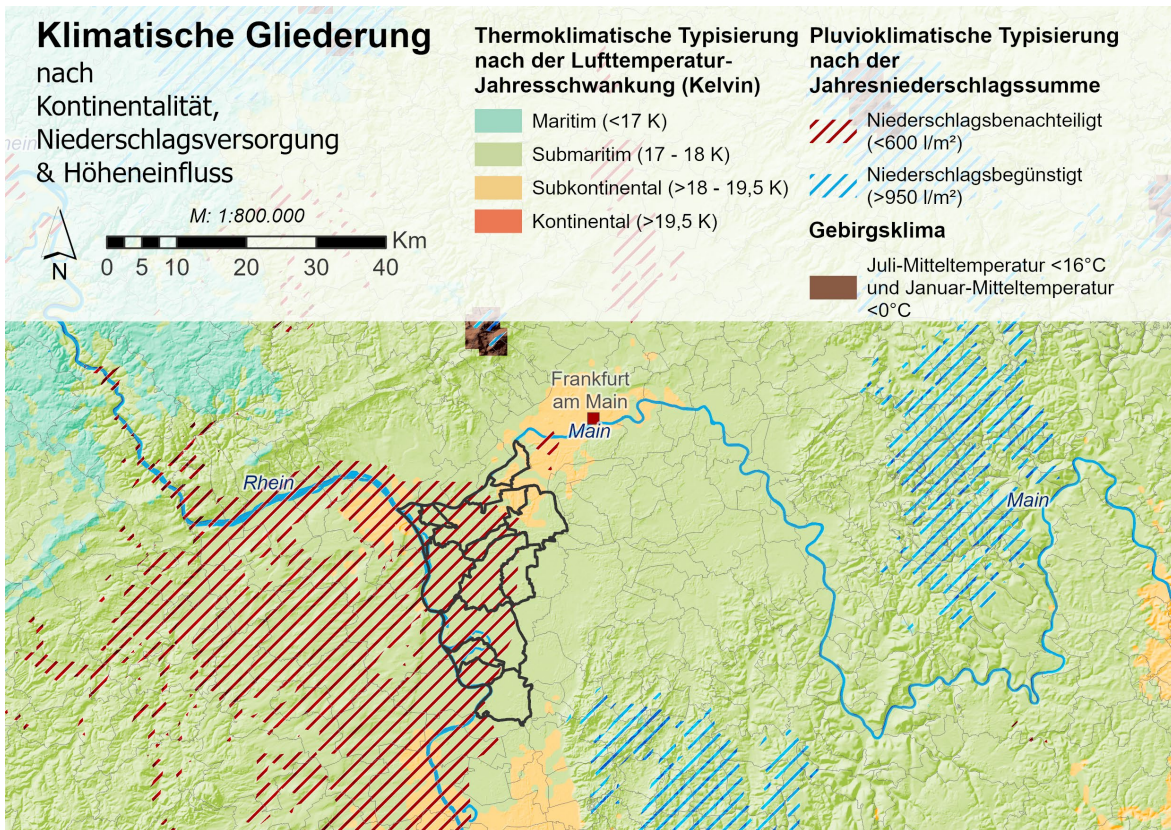 Klimatische Gliederung
nach
Kontinentalität,
Niederschlagsversorgung
& Höheneinfluss
M: 1:800.000
Km
0 5 10 20 30 40
N
Thermoklimatische Typisierung
nach der Lufttemperatur-
Jahresschwankung (Kelvin)
Maritim (<17 K)
Submaritim (17 - 18 K)
Subkontinental (>18 - 19,5 K)
Kontinental (>19,5 K)
Pluvioklimatische Typisierung
nach der
Jahresniederschlagssumme
Niederschlagsbenachteiligt
(<600 l/m²)
Niederschlagsbegünstigt
(>950 l/m²)
Gebirgsklima
Juli-Mitteltemperatur <16°C
und Januar-Mitteltemperatur
<0°C
Frankfurt
am Main
Main
Rhein
Main